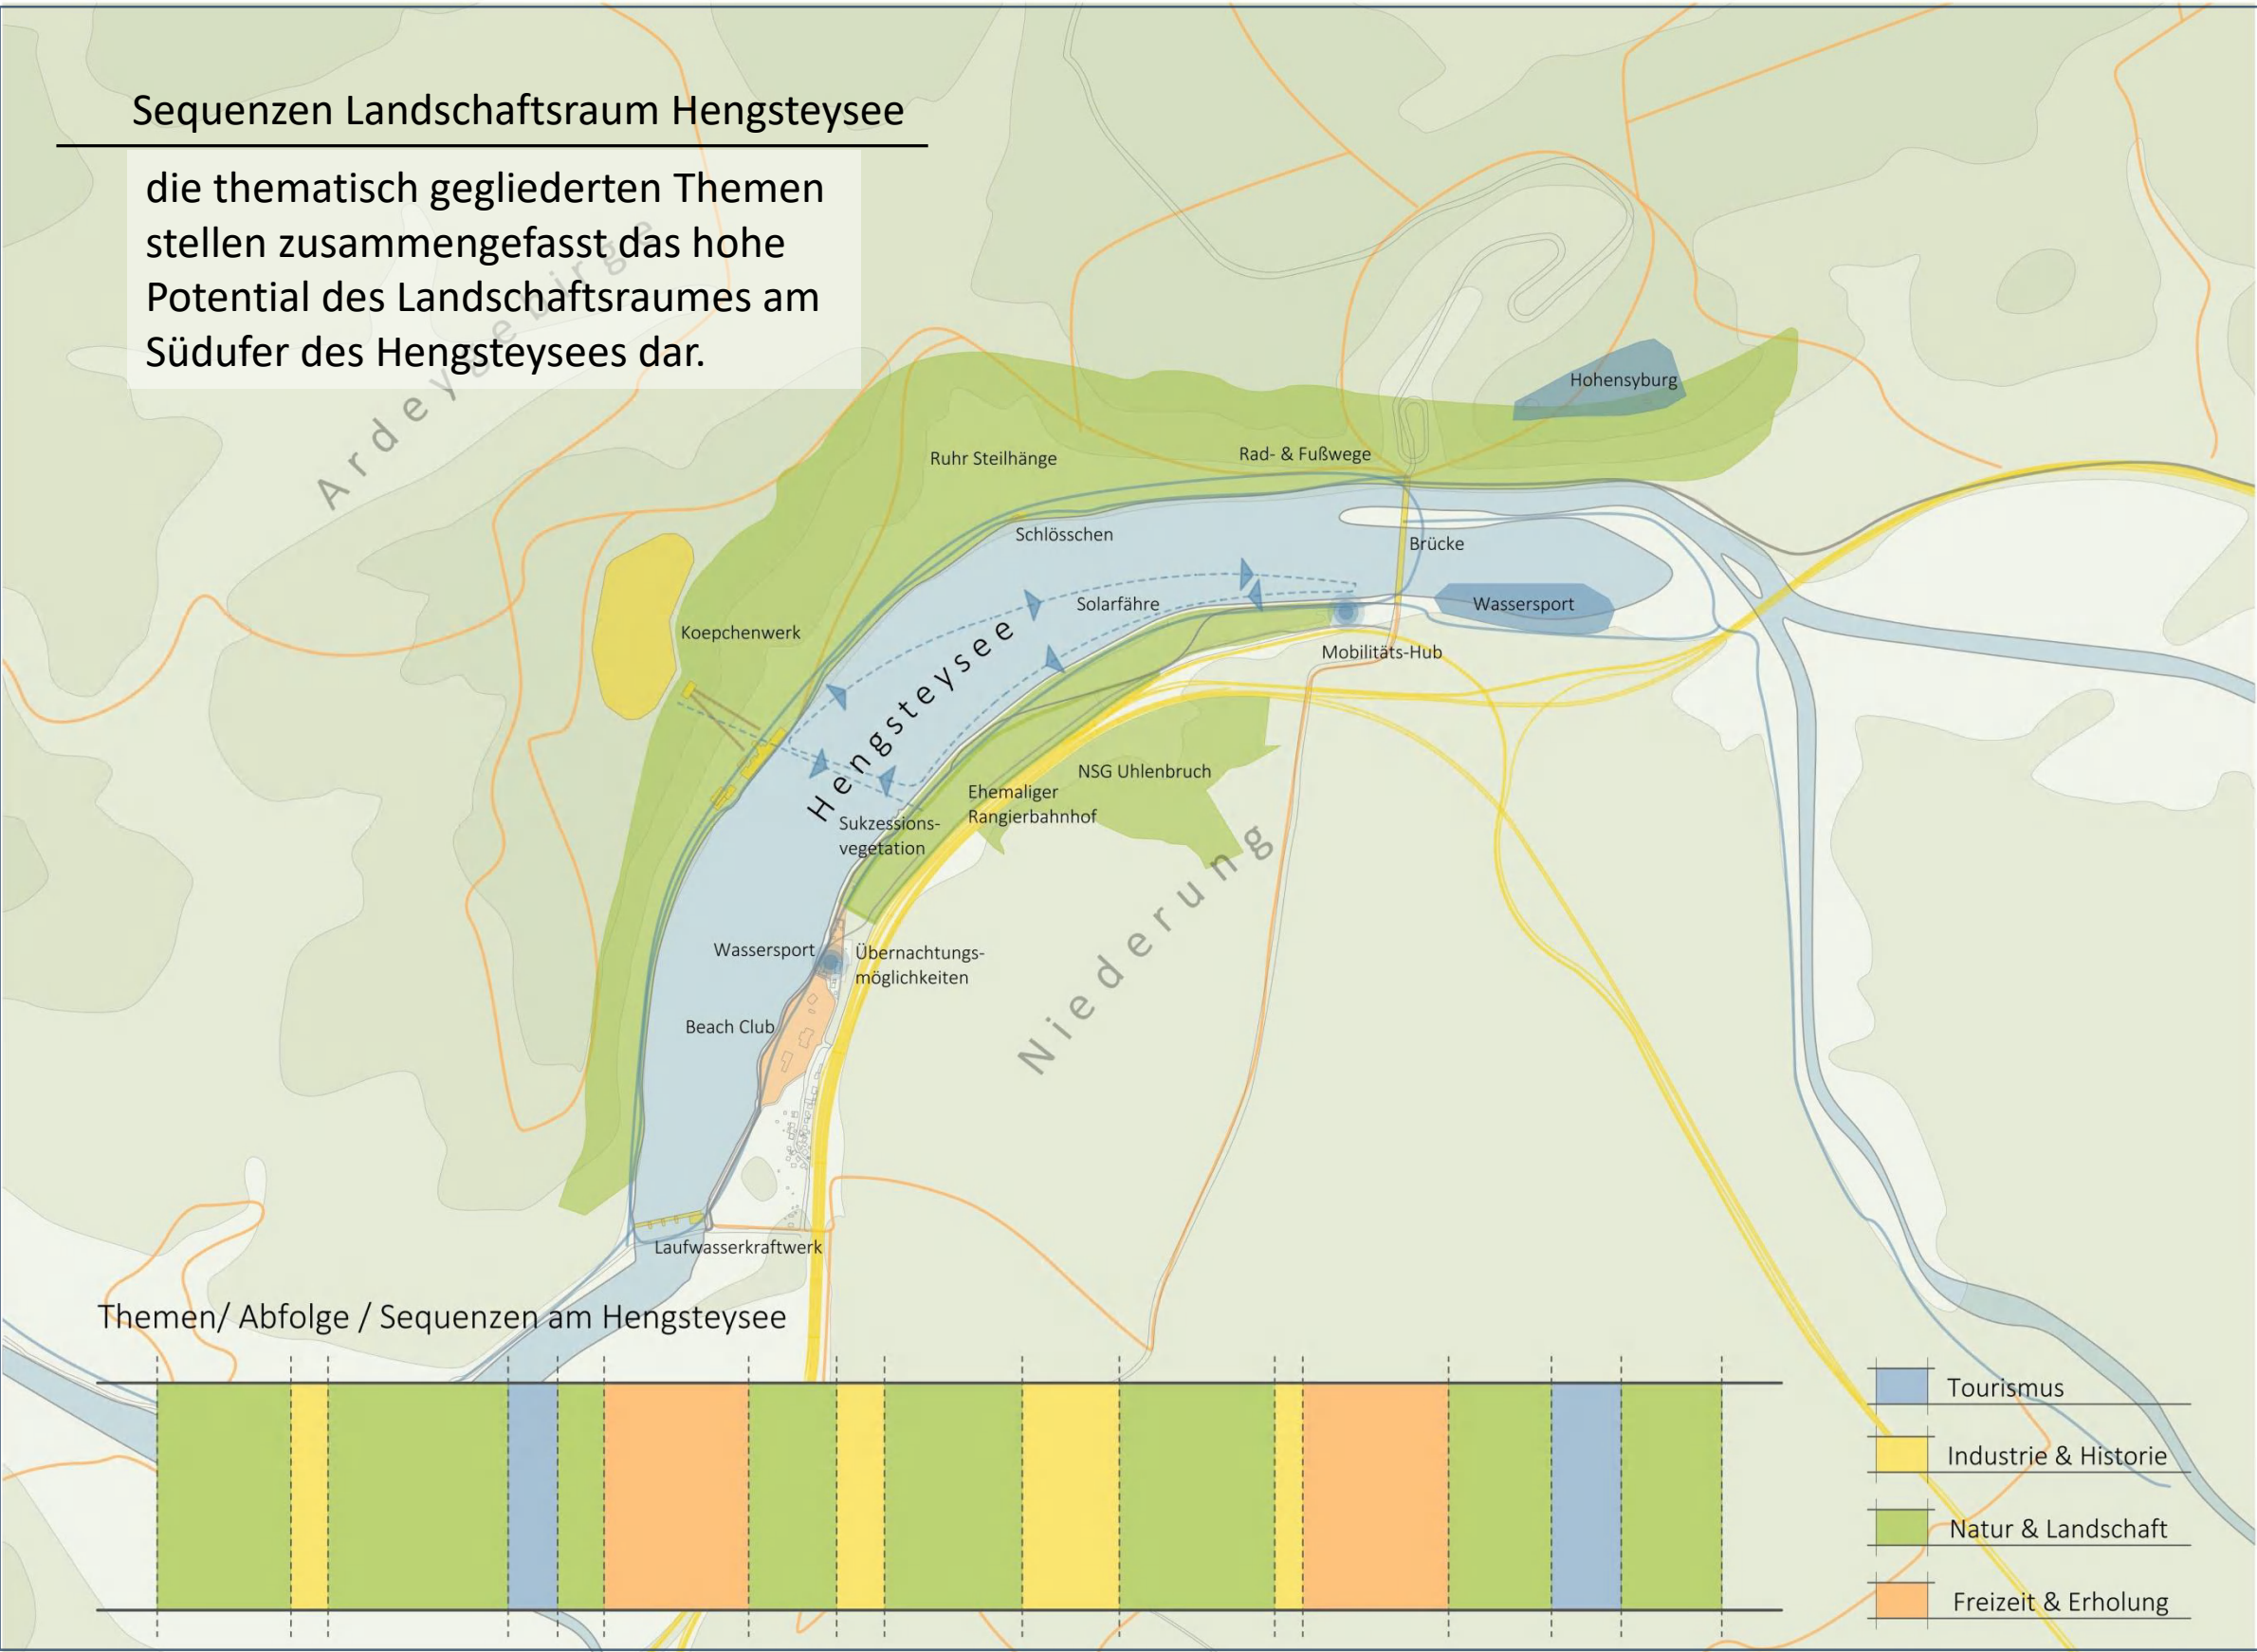 Sequenzen Landschaftsraum Hengsteysee
die thematisch gegliederten Themen
stellen zusammengefasst das hohe
Potential des Landschaftsraumes am
Südufer des Hengsteysees dar.
Ardeygebirge
Hohensyburg
Ruhr Steilhänge
Rad- & Fußwege
Schlösschen
Brücke
Solarfähre
Wassersport
Koepchenwerk
Mobilitäts-Hub
Hengsteysee
NSG Uhlenbruch
Ehemaliger
Rangierbahnhof
Sukzessions-
vegetation
Niederung
Wassersport
Übernachtungs-
möglichkeiten
Beach Club
Laufwasserkraftwerk
Themen/ Abfolge / Sequenzen am Hengsteysee
Tourismus
Industrie & Historie
Natur & Landschaft
Freizeit & Erholung